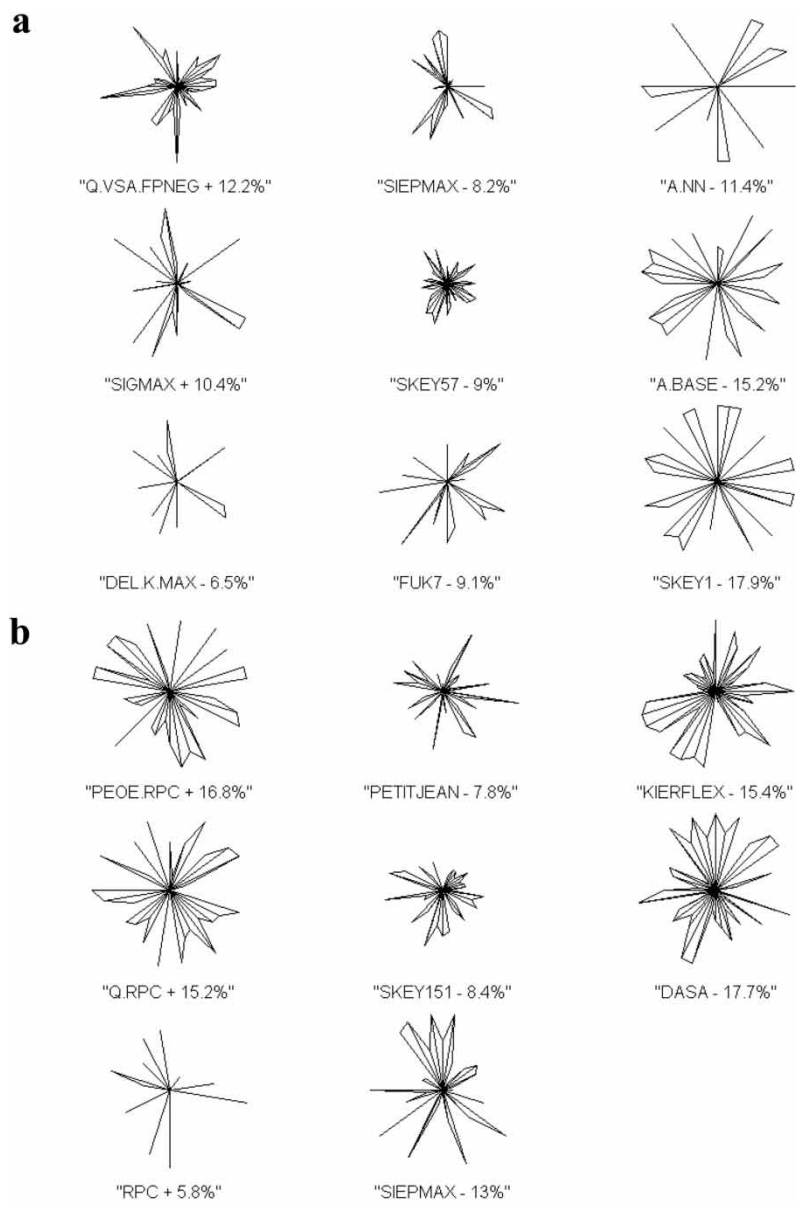 a
"Q.VSA.FPNEG + 12.2%" "SIEPMAX - 8.2%" "A.NN - 11.4%"
"SIGMAX + 10.4%" "SKEY57 - 9%" "A.BASE - 15.2%"
"DEL.K.MAX - 6.5%" "FUK7 - 9.1%" "SKEY1 - 17.9%"
b
"PEOE.RPC + 16.8%" "PETITJEAN - 7.8%" "KIERFLEX - 15.4%"
"Q.RPC + 15.2%" "SKEY151 - 8.4%" "DASA - 17.7%"
"RPC + 5.8%" "SIEPMAX - 13%"